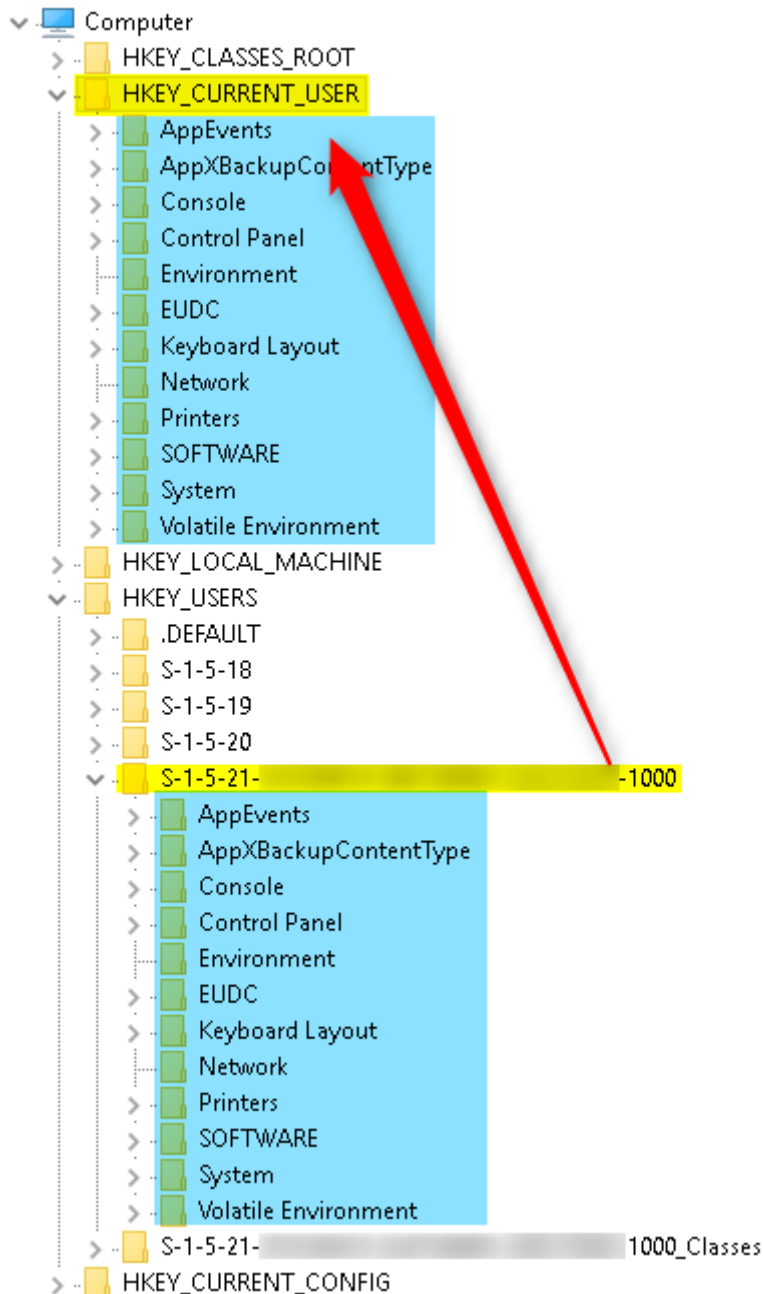 Computer
HKEY_CLASSES_ROOT
HKEY_CURRENT_USER
AppEvents
AppXBackupContentType
Console
Control Panel
Environment
EUDC
Keyboard Layout
Network
Printers
SOFTWARE
System
Volatile Environment
HKEY_LOCAL_MACHINE
HKEY_USERS
.DEFAULT
S-1-5-18
S-1-5-19
S-1-5-20
S-1-5-21- -1000
AppEvents
AppXBackupContentType
Console
Control Panel
Environment
EUDC
Keyboard Layout
Network
Printers
SOFTWARE
System
Volatile Environment
S-1-5-21- 1000_Classes
HKEY_CURRENT_CONFIG